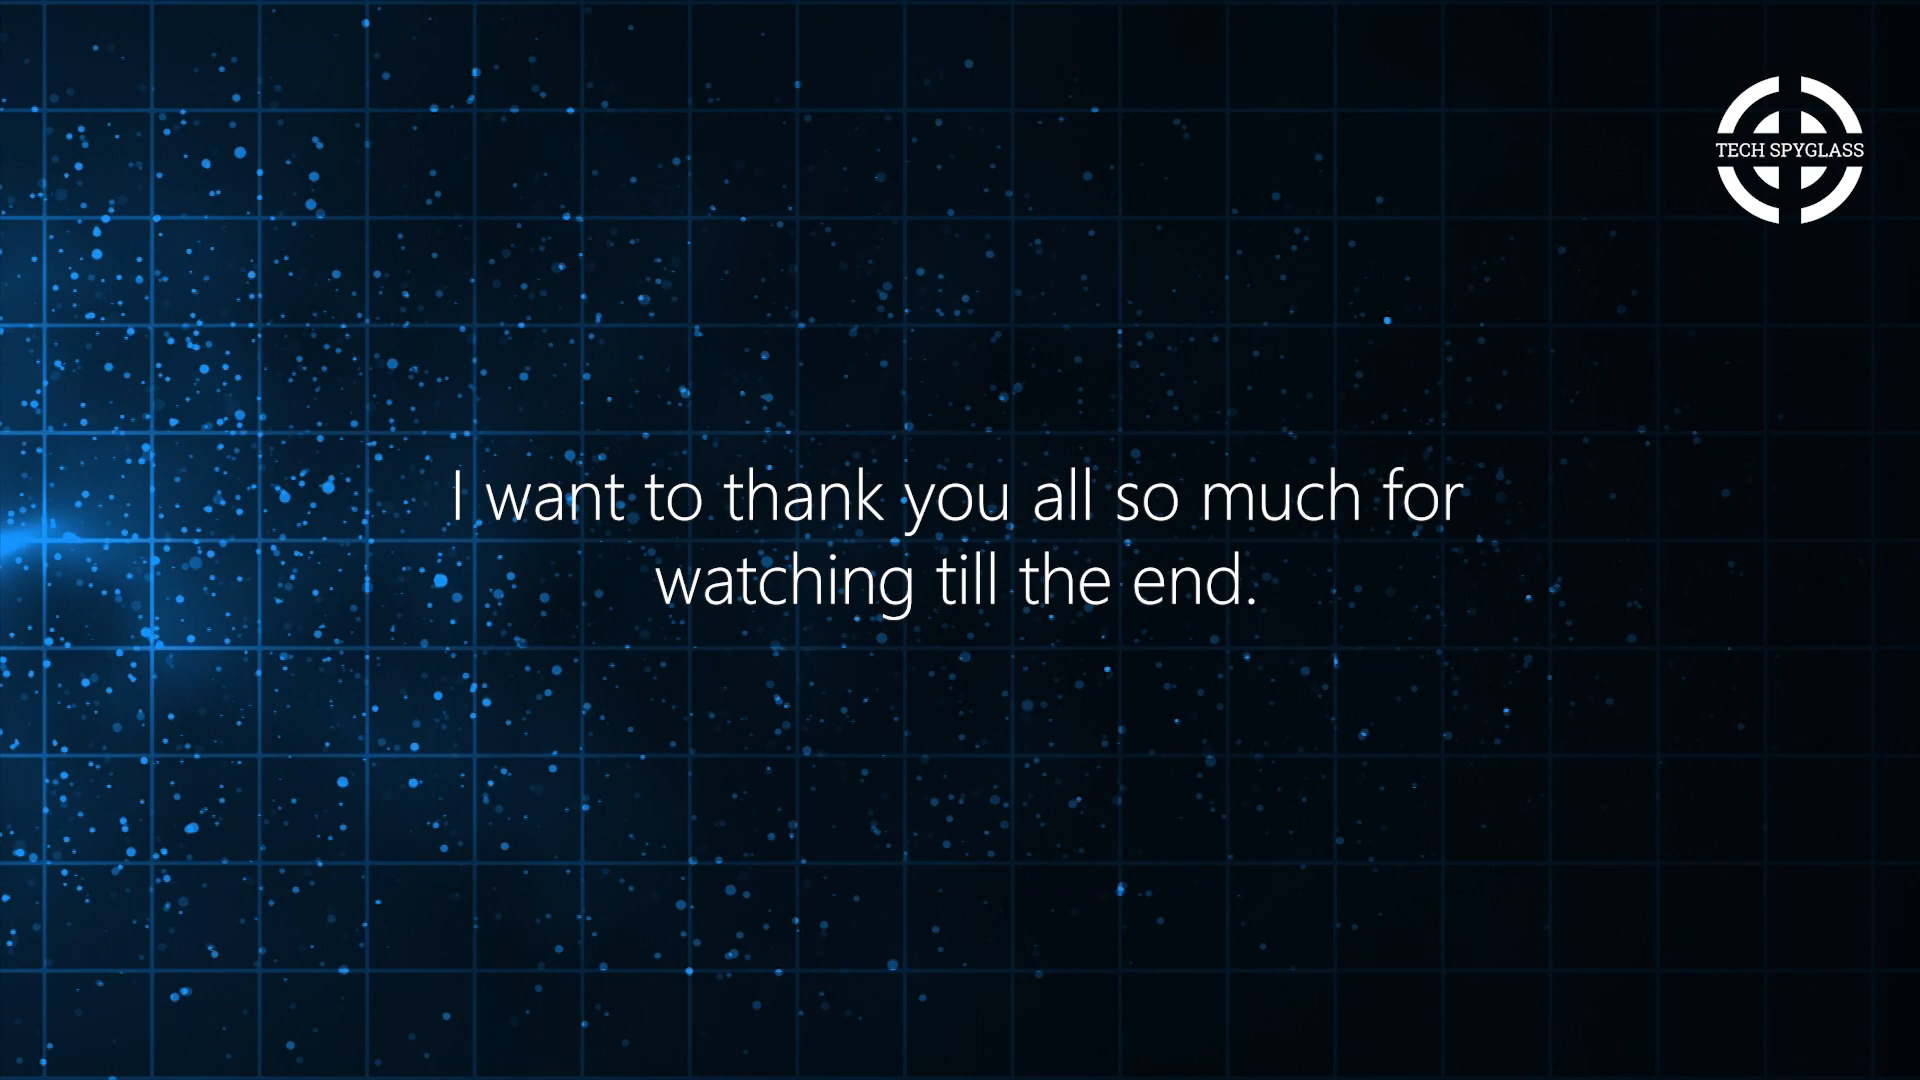 TECH SPYGLASS
I want to thank you all so much for
watching till the end.